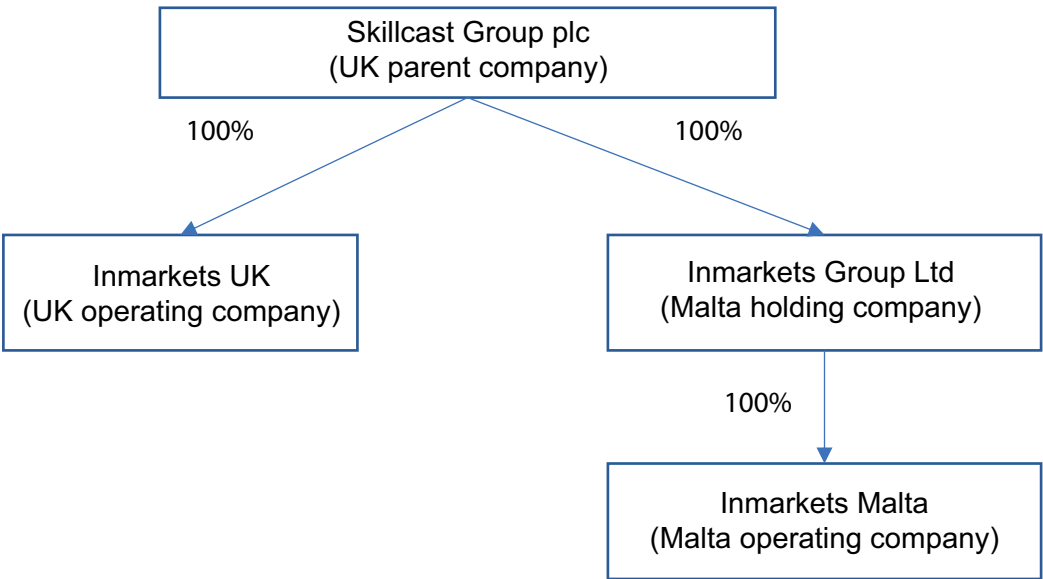 Skillcast Group plc
(UK parent company)
100%
100%
Inmarkets UK
(UK operating company)
Inmarkets Group Ltd
(Malta holding company)
100%
Inmarkets Malta
(Malta operating company)